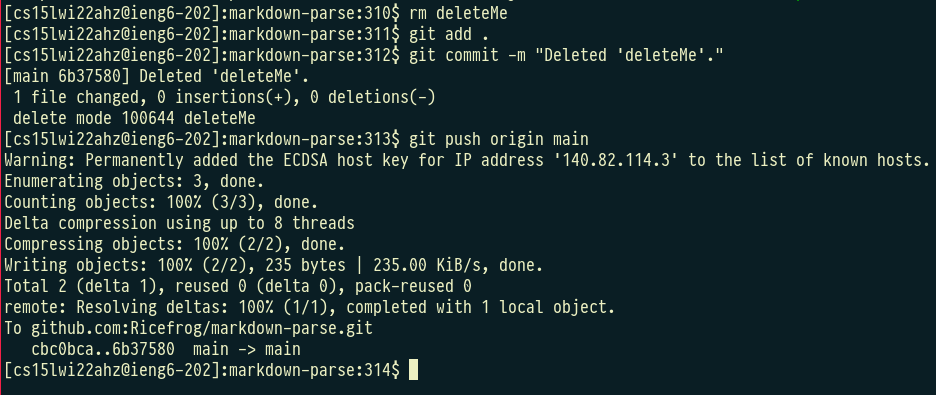 [cs15lwi22ahz@ieng6-202]:markdown-parse:310$ rm deleteMe
[cs15lwi22ahz@ieng6-202]:markdown-parse:311$ git add .
[cs15lwi22ahz@ieng6-202]:markdown-parse:312$ git commit -m "Deleted 'deleteMe'."
[main 6b37580] Deleted 'deleteMe'.
 1 file changed, 0 insertions(+), 0 deletions(-)
 delete mode 100644 deleteMe
[cs15lwi22ahz@ieng6-202]:markdown-parse:313$ git push origin main
Warning: Permanently added the ECDSA host key for IP address '140.82.114.3' to the list of known hosts.
Enumerating objects: 3, done.
Counting objects: 100% (3/3), done.
Delta compression using up to 8 threads
Compressing objects: 100% (2/2), done.
Writing objects: 100% (2/2), 235 bytes | 235.00 KiB/s, done.
Total 2 (delta 1), reused 0 (delta 0), pack-reused 0
remote: Resolving deltas: 100% (1/1), completed with 1 local object.
To github.com:Ricefrog/markdown-parse.git
   cbc0bca..6b37580  main -> main
[cs15lwi22ahz@ieng6-202]:markdown-parse:314$